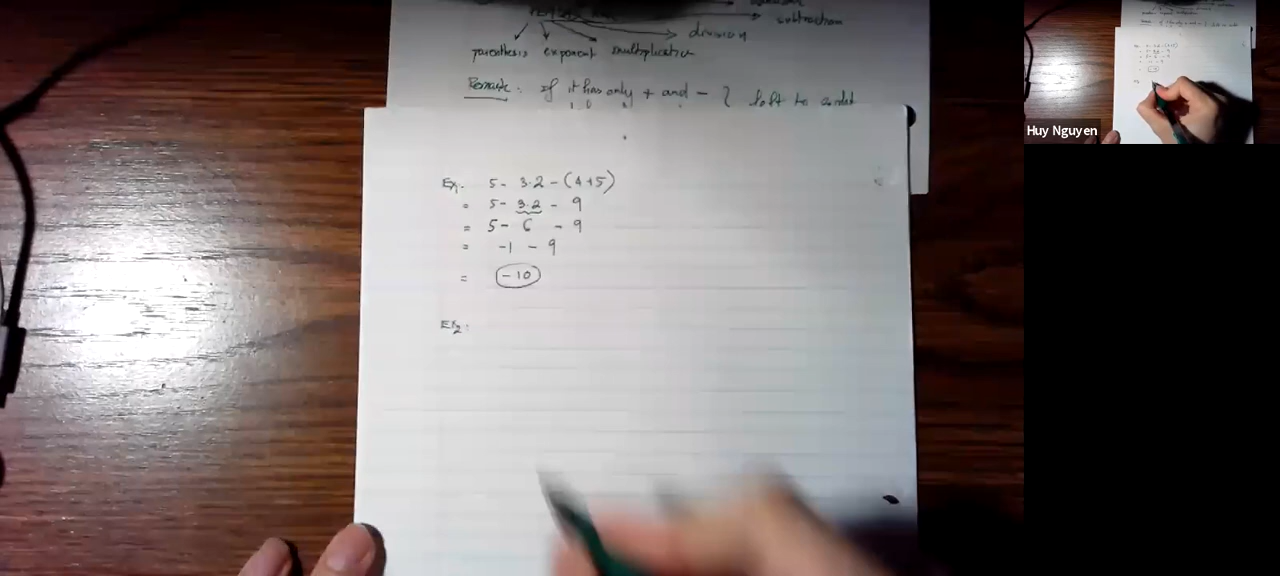 subtraction
division
parenthesis exponent multiplication
Remark: If it has only + and - } left to right
Ex1: 5 - 3.2 - (4+5)
= 5 - 3.2 - 9
= 5 - 6 - 9
= -1 - 9
= -10
Ex2:
Huy Nguyen